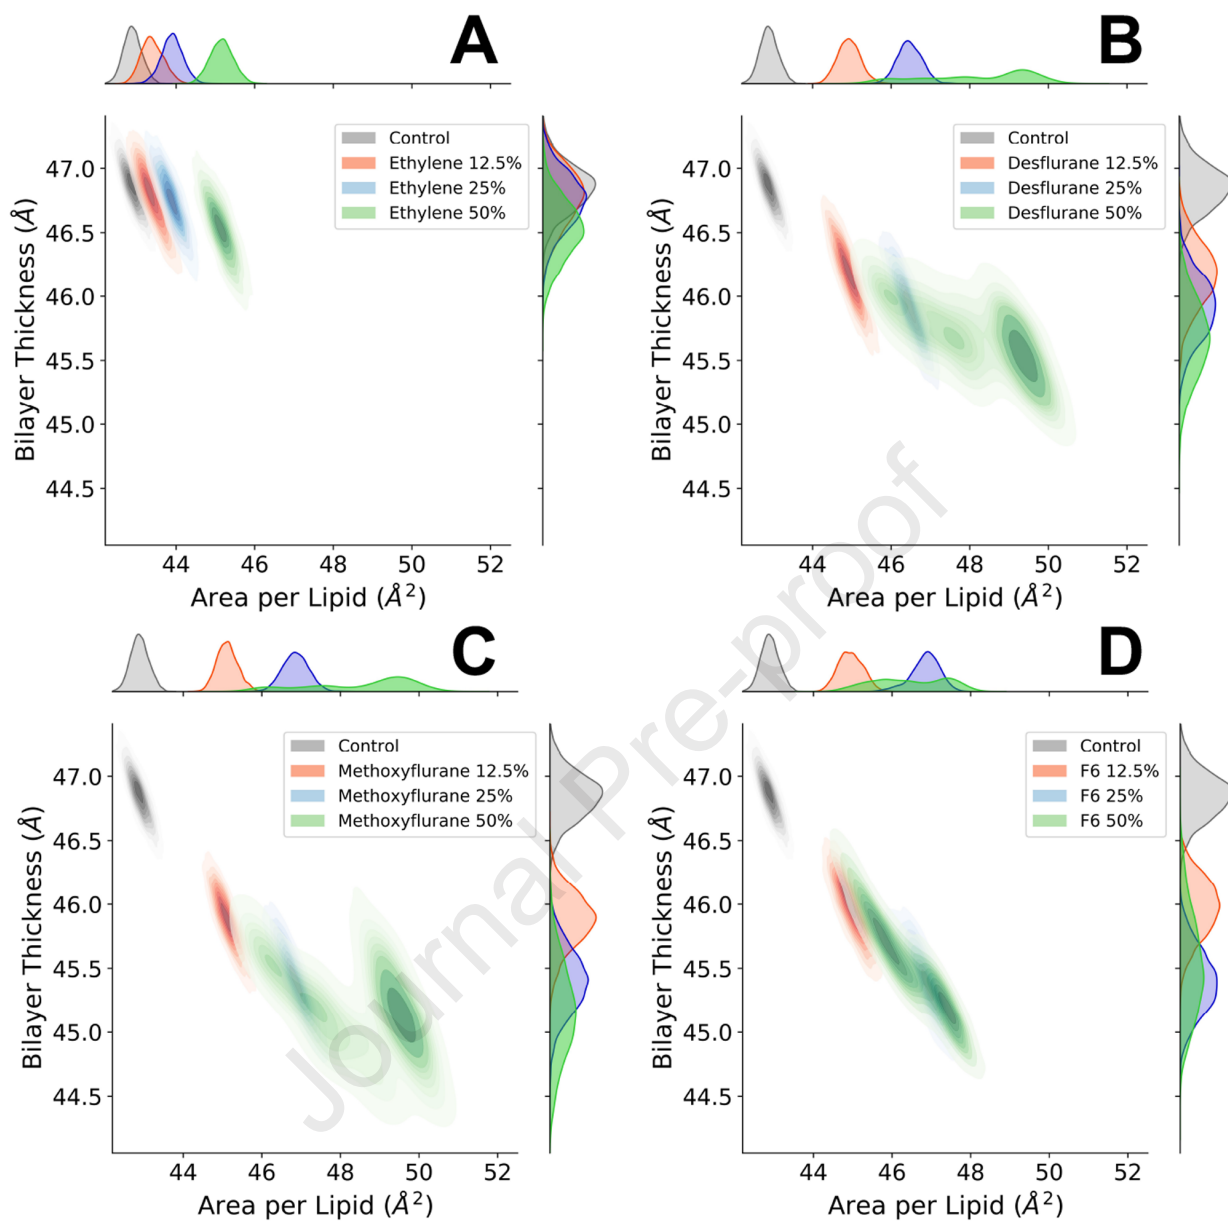 A
Control
Ethylene 12.5%
Ethylene 25%
Ethylene 50%
47.0
46.5
46.0
45.5
45.0
44.5
Bilayer Thickness (Å)
44 46 48 50 52
Area per Lipid (Å²)
B
Control
Desflurane 12.5%
Desflurane 25%
Desflurane 50%
47.0
46.5
46.0
45.5
45.0
44.5
Bilayer Thickness (Å)
44 46 48 50 52
Area per Lipid (Å²)
C
Control
Methoxyflurane 12.5%
Methoxyflurane 25%
Methoxyflurane 50%
47.0
46.5
46.0
45.5
45.0
44.5
Bilayer Thickness (Å)
44 46 48 50 52
Area per Lipid (Å²)
D
Control
F6 12.5%
F6 25%
F6 50%
47.0
46.5
46.0
45.5
45.0
44.5
Bilayer Thickness (Å)
44 46 48 50 52
Area per Lipid (Å²)
Journal Pre-proof